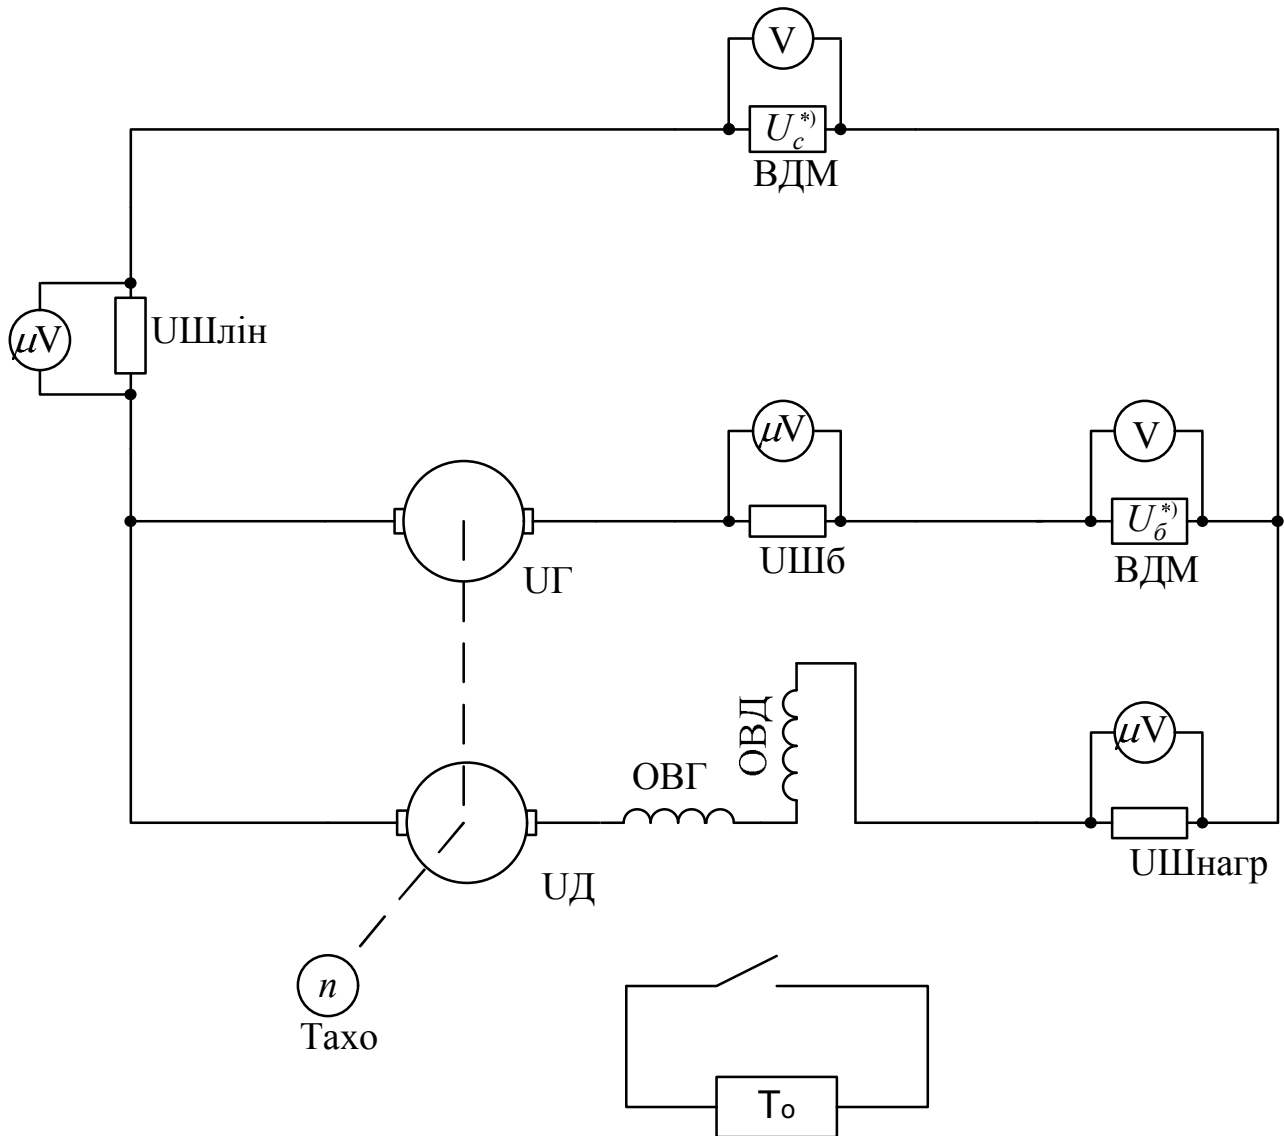 V
U_c^*)
ВДМ
μV
UШлін
μV
V
UШб
U_б^*)
ВДМ
UГ
ОВД
μV
ОВГ
UШнагр
UД
n
Тахо
То